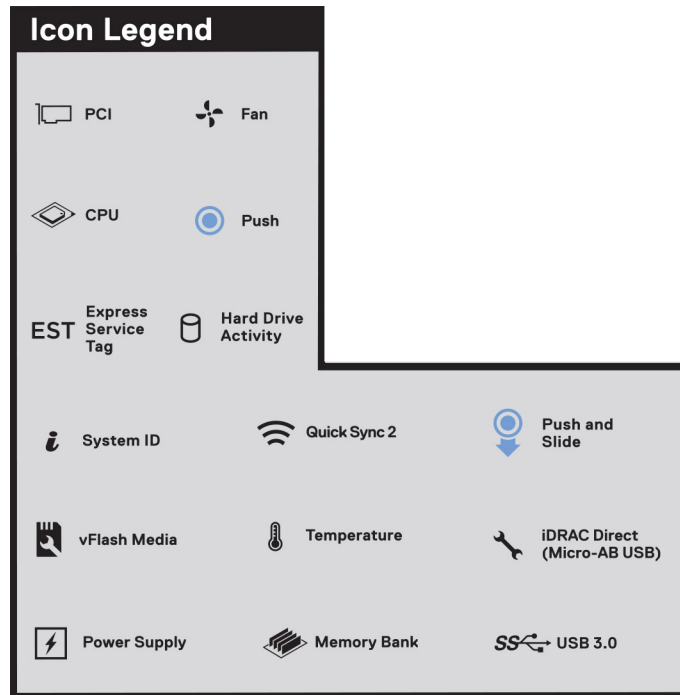 Icon Legend
PCI
Fan
CPU
Push
EST
Express
Service
Tag
Hard Drive
Activity
i System ID
Quick Sync 2
Push and
Slide
vFlash Media
Temperature
iDRAC Direct
(Micro-AB USB)
Power Supply
Memory Bank
SS USB 3.0